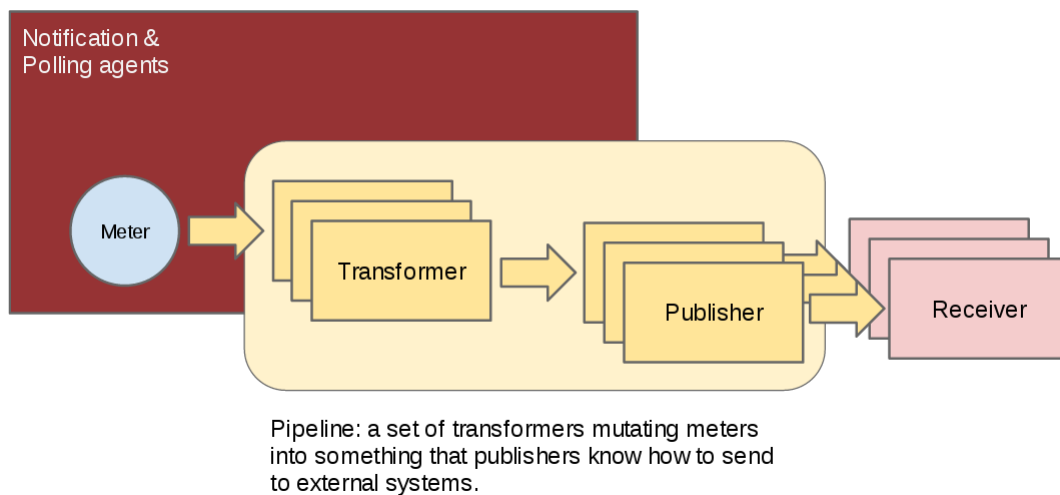 Notification &
Polling agents
Meter
Transformer
Publisher
Receiver
Pipeline: a set of transformers mutating meters
into something that publishers know how to send
to external systems.